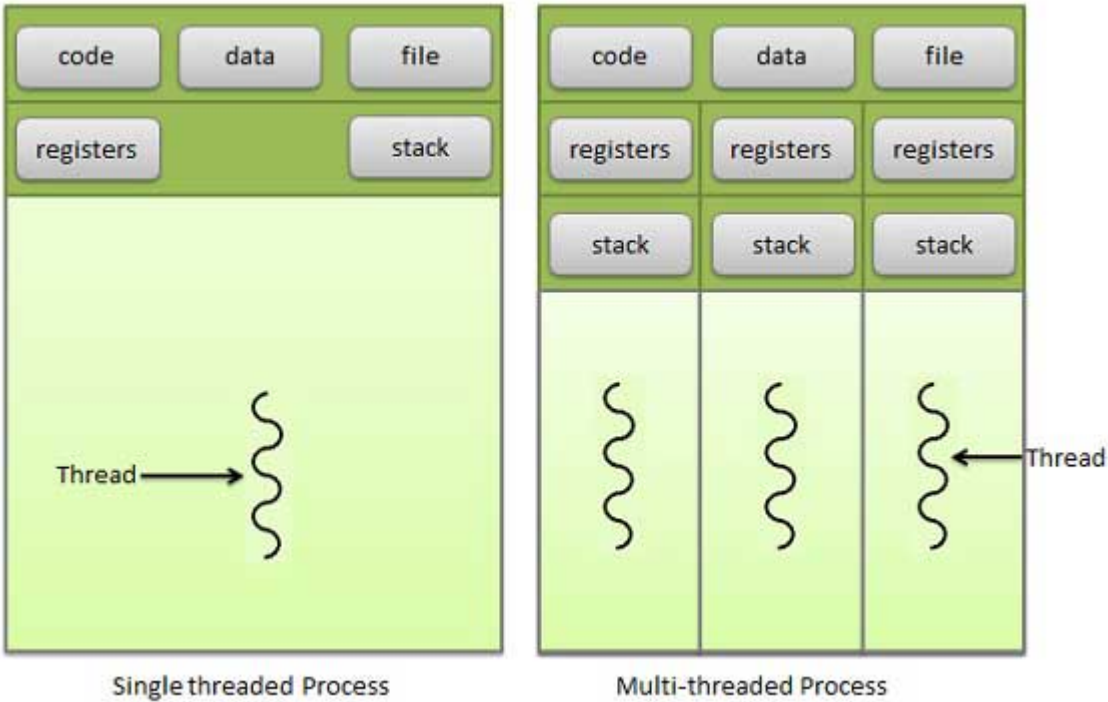 code data file
registers stack
Thread
Single threaded Process
code data file
registers registers registers
stack stack stack
Thread
Multi-threaded Process